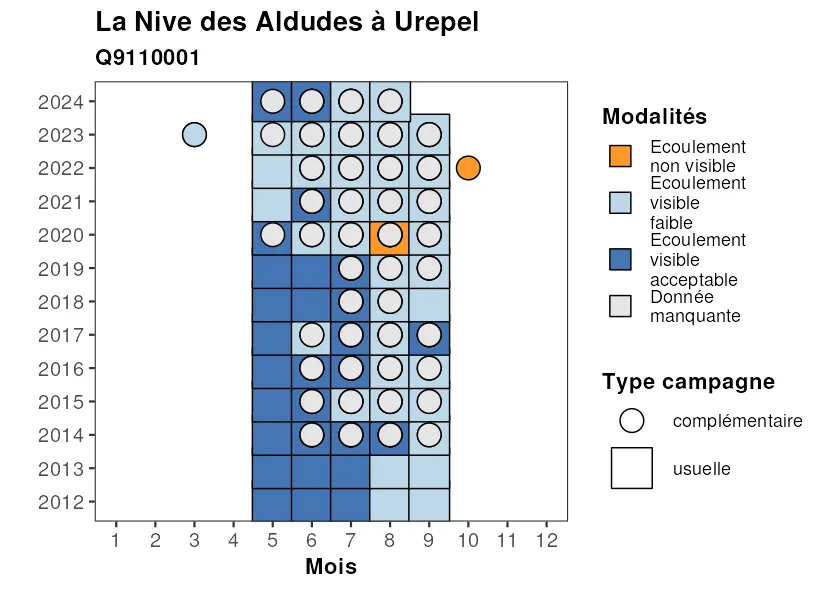 La Nive des Aldudes à Urepel
Q9110001
2024
2023
2022
2021
2020
2019
2018
2017
2016
2015
2014
2013
2012
1 2 3 4 5 6 7 8 9 10 11 12
Mois
Modalités
Ecoulement
non visible
Ecoulement
visible
faible
Ecoulement
visible
acceptable
Donnée
manquante
Type campagne
complémentaire
usuelle